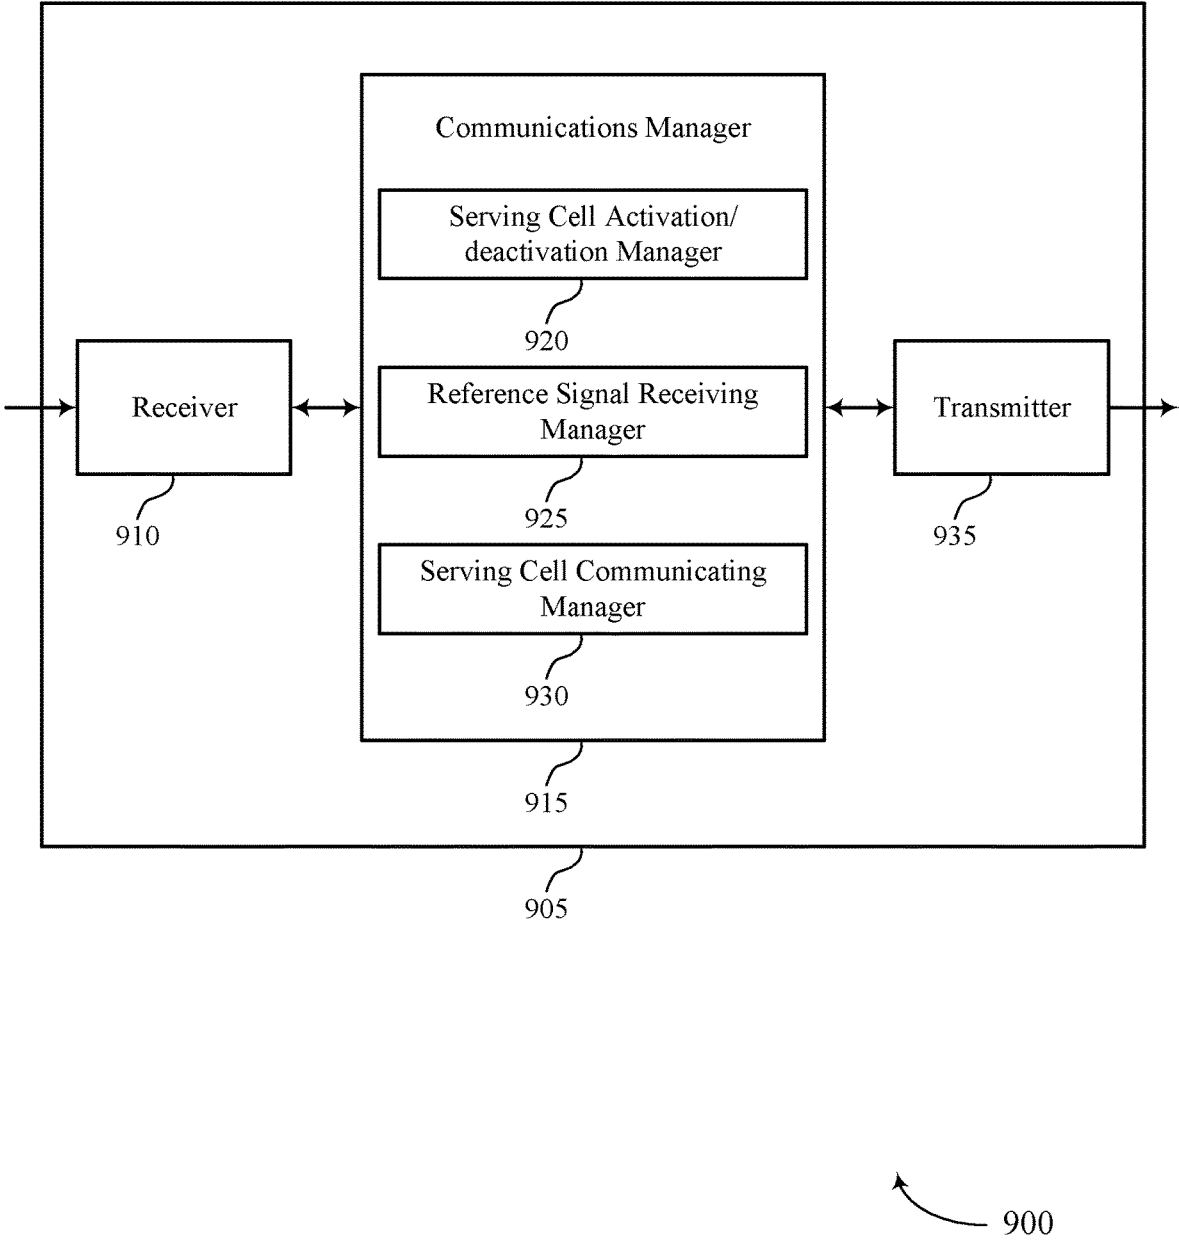 Communications Manager
Serving Cell Activation/
deactivation Manager
920
Receiver
910
Reference Signal Receiving
Manager
925
Transmitter
935
Serving Cell Communicating
Manager
930
915
905
900